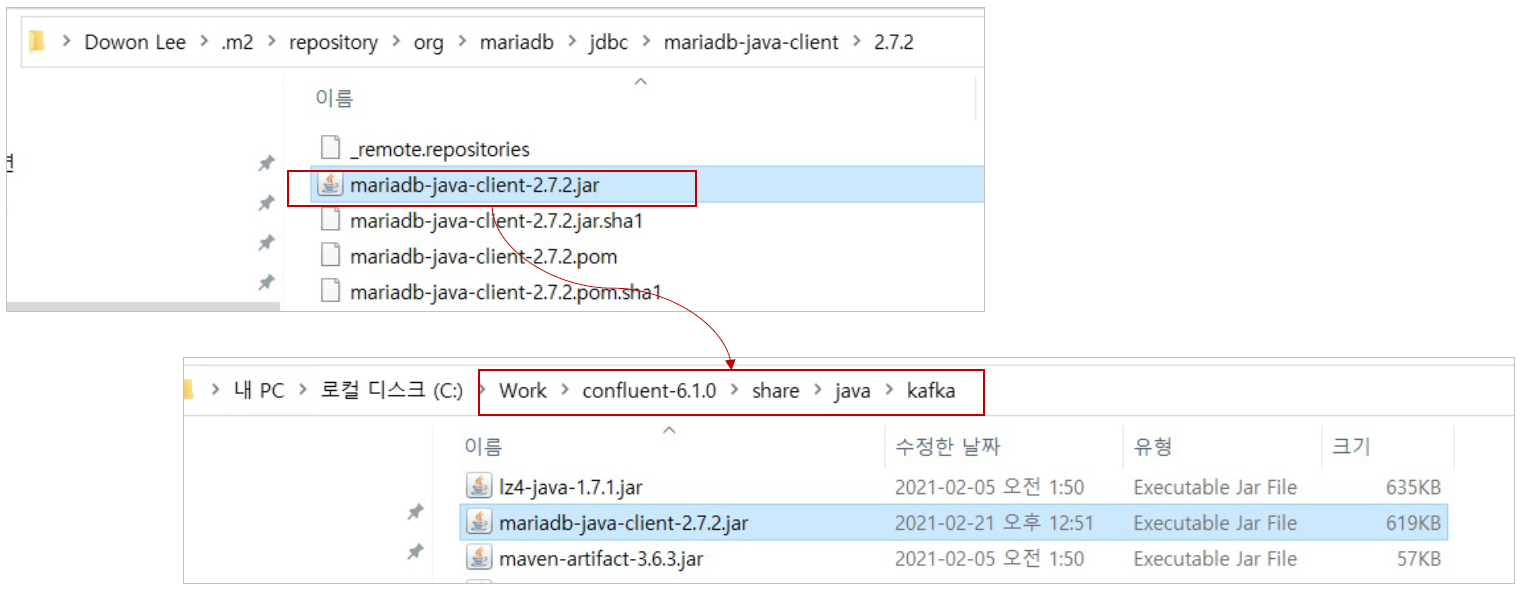 Dowon Lee > .m2 > repository > org > mariadb > jdbc > mariadb-java-client > 2.7.2
이름
_remote.repositories
mariadb-java-client-2.7.2.jar
mariadb-java-client-2.7.2.jar.sha1
mariadb-java-client-2.7.2.pom
mariadb-java-client-2.7.2.pom.sha1
> 내 PC > 로컬 디스크 (C:) > Work > confluent-6.1.0 > share > java > kafka
이름 수정한 날짜 유형 크기
lz4-java-1.7.1.jar 2021-02-05 오전 1:50 Executable Jar File 635KB
mariadb-java-client-2.7.2.jar 2021-02-21 오후 12:51 Executable Jar File 619KB
maven-artifact-3.6.3.jar 2021-02-05 오전 1:50 Executable Jar File 57KB